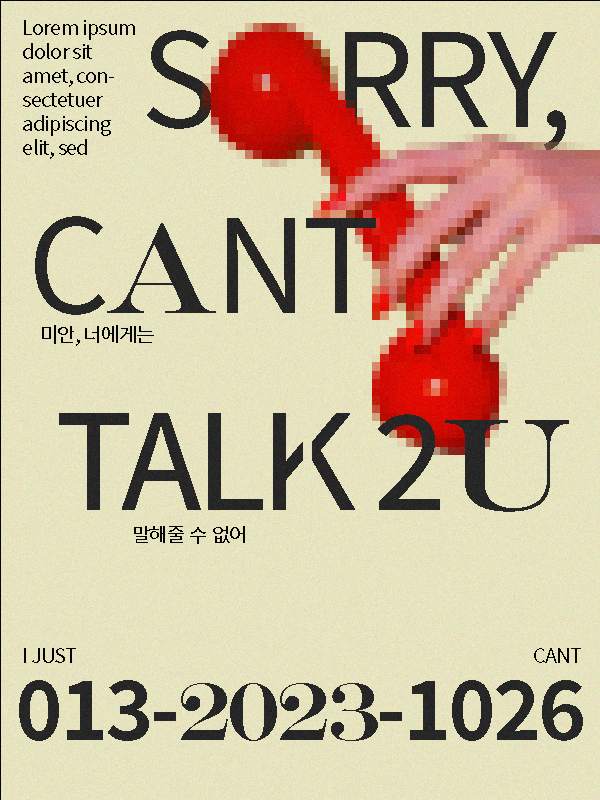 Lorem ipsum
dolor sit
amet, con-
sectetuer
adipiscing
elit, sed
SORRY,
CANT
미안, 너에게는
TALK 2U
말해줄 수 없어
I JUST
CANT
013-2023-1026